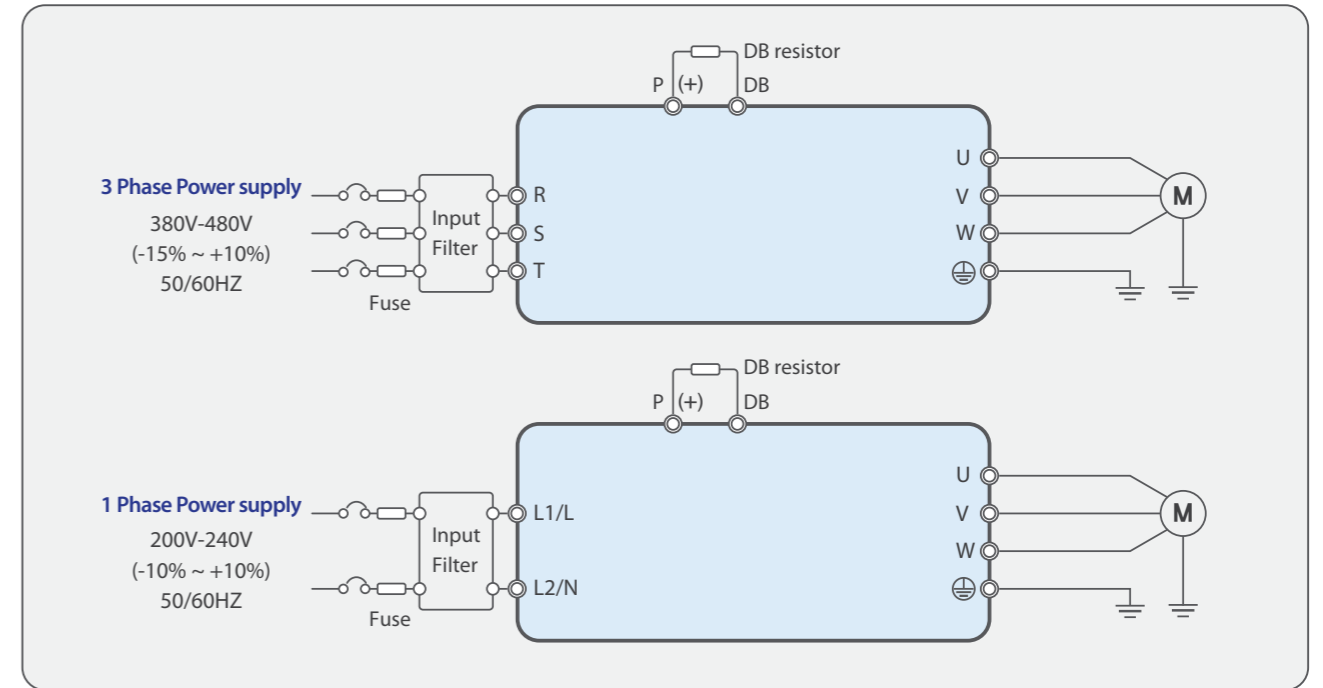 DB resistor
P (+) DB
3 Phase Power supply
380V-480V
(-15% ~ +10%)
50/60HZ
Fuse
Input
Filter
R
S
T
U
V
W
M
DB resistor
P (+) DB
1 Phase Power supply
200V-240V
(-10% ~ +10%)
50/60HZ
Fuse
Input
Filter
L1/L
L2/N
U
V
W
M